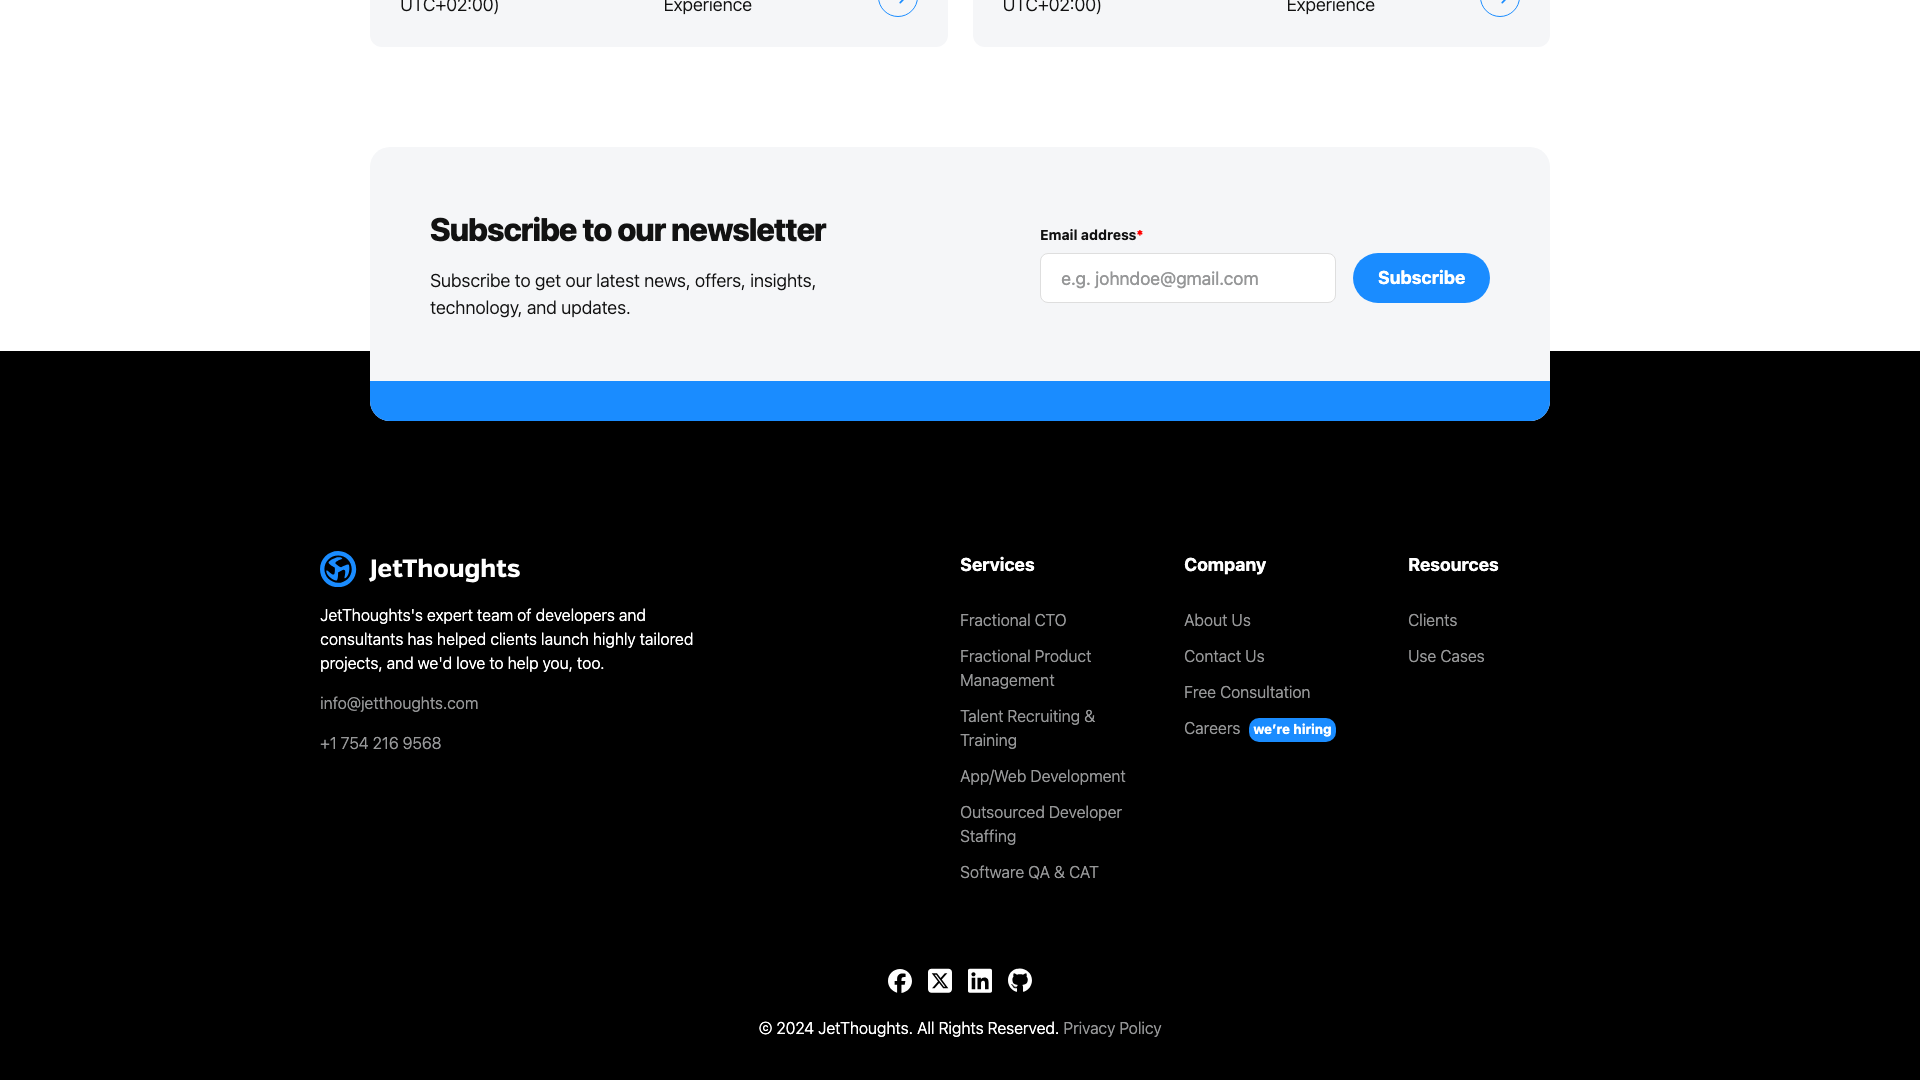 UTC+02:00)
Experience
UTC+02:00)
Experience
Subscribe to our newsletter
Subscribe to get our latest news, offers, insights,
technology, and updates.
Email address*
e.g. johndoe@gmail.com
Subscribe
JetThoughts
JetThoughts's expert team of developers and
consultants has helped clients launch highly tailored
projects, and we'd love to help you, too.
info@jetthoughts.com
+1 754 216 9568
Services
Fractional CTO
Fractional Product
Management
Talent Recruiting &
Training
App/Web Development
Outsourced Developer
Staffing
Software QA & CAT
Company
About Us
Contact Us
Free Consultation
Careers we’re hiring
Resources
Clients
Use Cases
© 2024 JetThoughts. All Rights Reserved. Privacy Policy